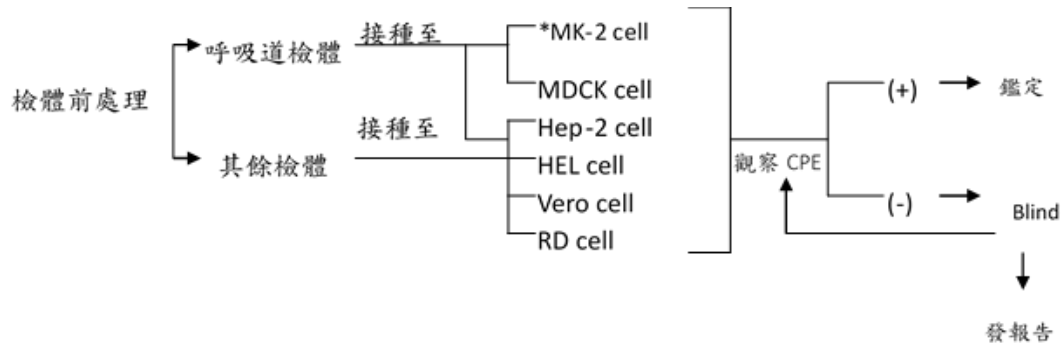 檢體前處理
呼吸道檢體
接種至
*MK-2 cell
MDCK cell
其餘檢體
接種至
Hep-2 cell
HEL cell
Vero cell
RD cell
觀察 CPE
(+)
鑑定
(-)
Blind
發報告